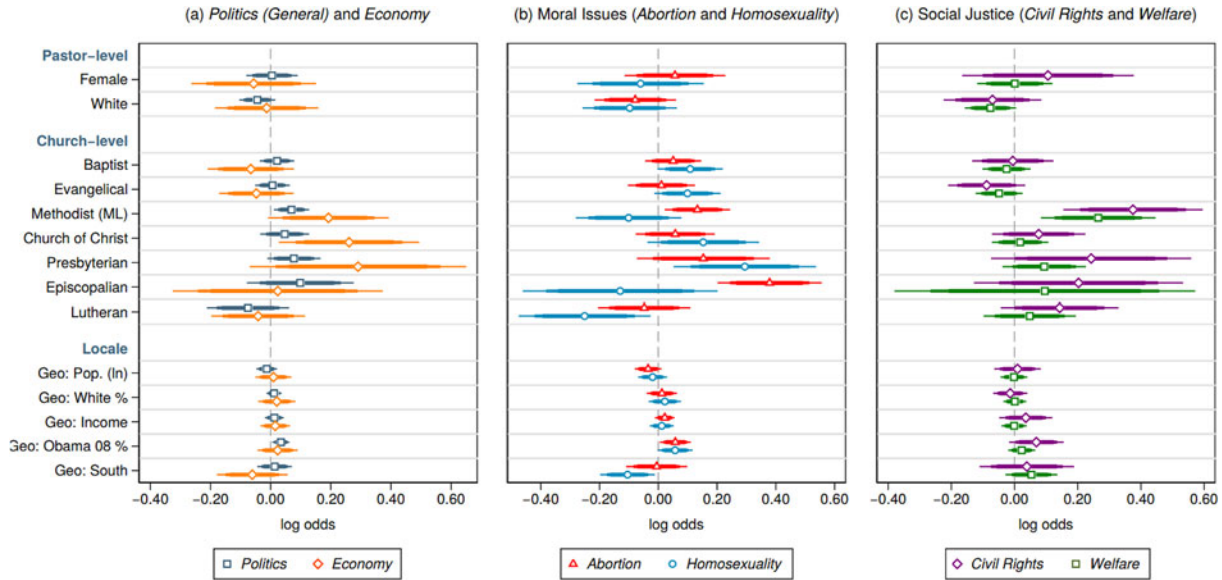 (a) Politics (General) and Economy
(b) Moral Issues (Abortion and Homosexuality)
(c) Social Justice (Civil Rights and Welfare)
Pastor-level
Female
White
Church-level
Baptist
Evangelical
Methodist (ML)
Church of Christ
Presbyterian
Episcopalian
Lutheran
Locale
Geo: Pop. (ln)
Geo: White %
Geo: Income
Geo: Obama 08 %
Geo: South
−0.40 −0.20 0.00 0.20 0.40 0.60
−0.40 −0.20 0.00 0.20 0.40 0.60
−0.40 −0.20 0.00 0.20 0.40 0.60
log odds
log odds
log odds
Politics Economy
Abortion Homosexuality
Civil Rights Welfare